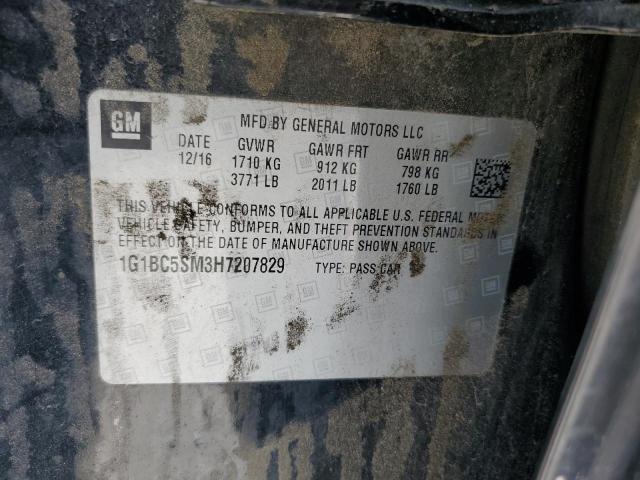 GM
MFD BY GENERAL MOTORS LLC
DATE GVWR GAWR FRT GAWR RR
12/16 1710 KG 912 KG 798 KG
3771 LB 2011 LB 1760 LB
THIS VEHICLE CONFORMS TO ALL APPLICABLE U.S. FEDERAL MOTOR
VEHICLE SAFETY, BUMPER, AND THEFT PREVENTION STANDARDS IN
EFFECT ON THE DATE OF MANUFACTURE SHOWN ABOVE.
1G1BC5SM3H7207829 TYPE: PASS CAR